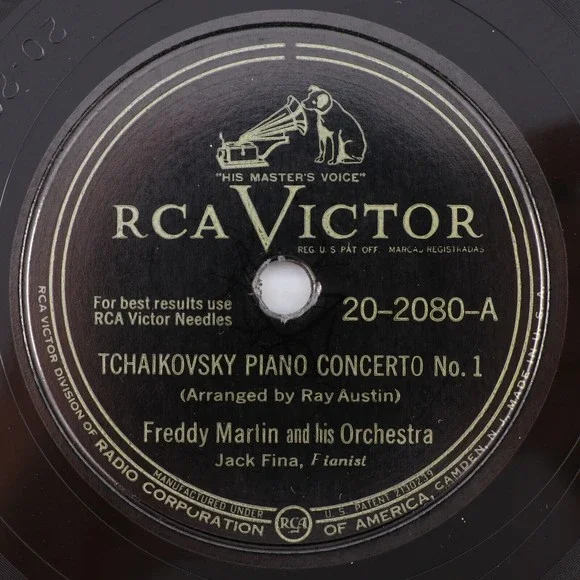 "HIS MASTER'S VOICE"
RCA VICTOR
REG. U.S. PAT. OFF. MARCAS REGISTRADAS
For best results use
RCA Victor Needles
20-2080-A
TCHAIKOVSKY PIANO CONCERTO No. 1
(Arranged by Ray Austin)
Freddy Martin and his Orchestra
Jack Fina, Pianist
RCA VICTOR DIVISION OF RADIO CORPORATION OF AMERICA, CAMDEN, N.J. MADE IN U.S.A.
MANUFACTURED UNDER U.S. PATENT 2130239
RCA